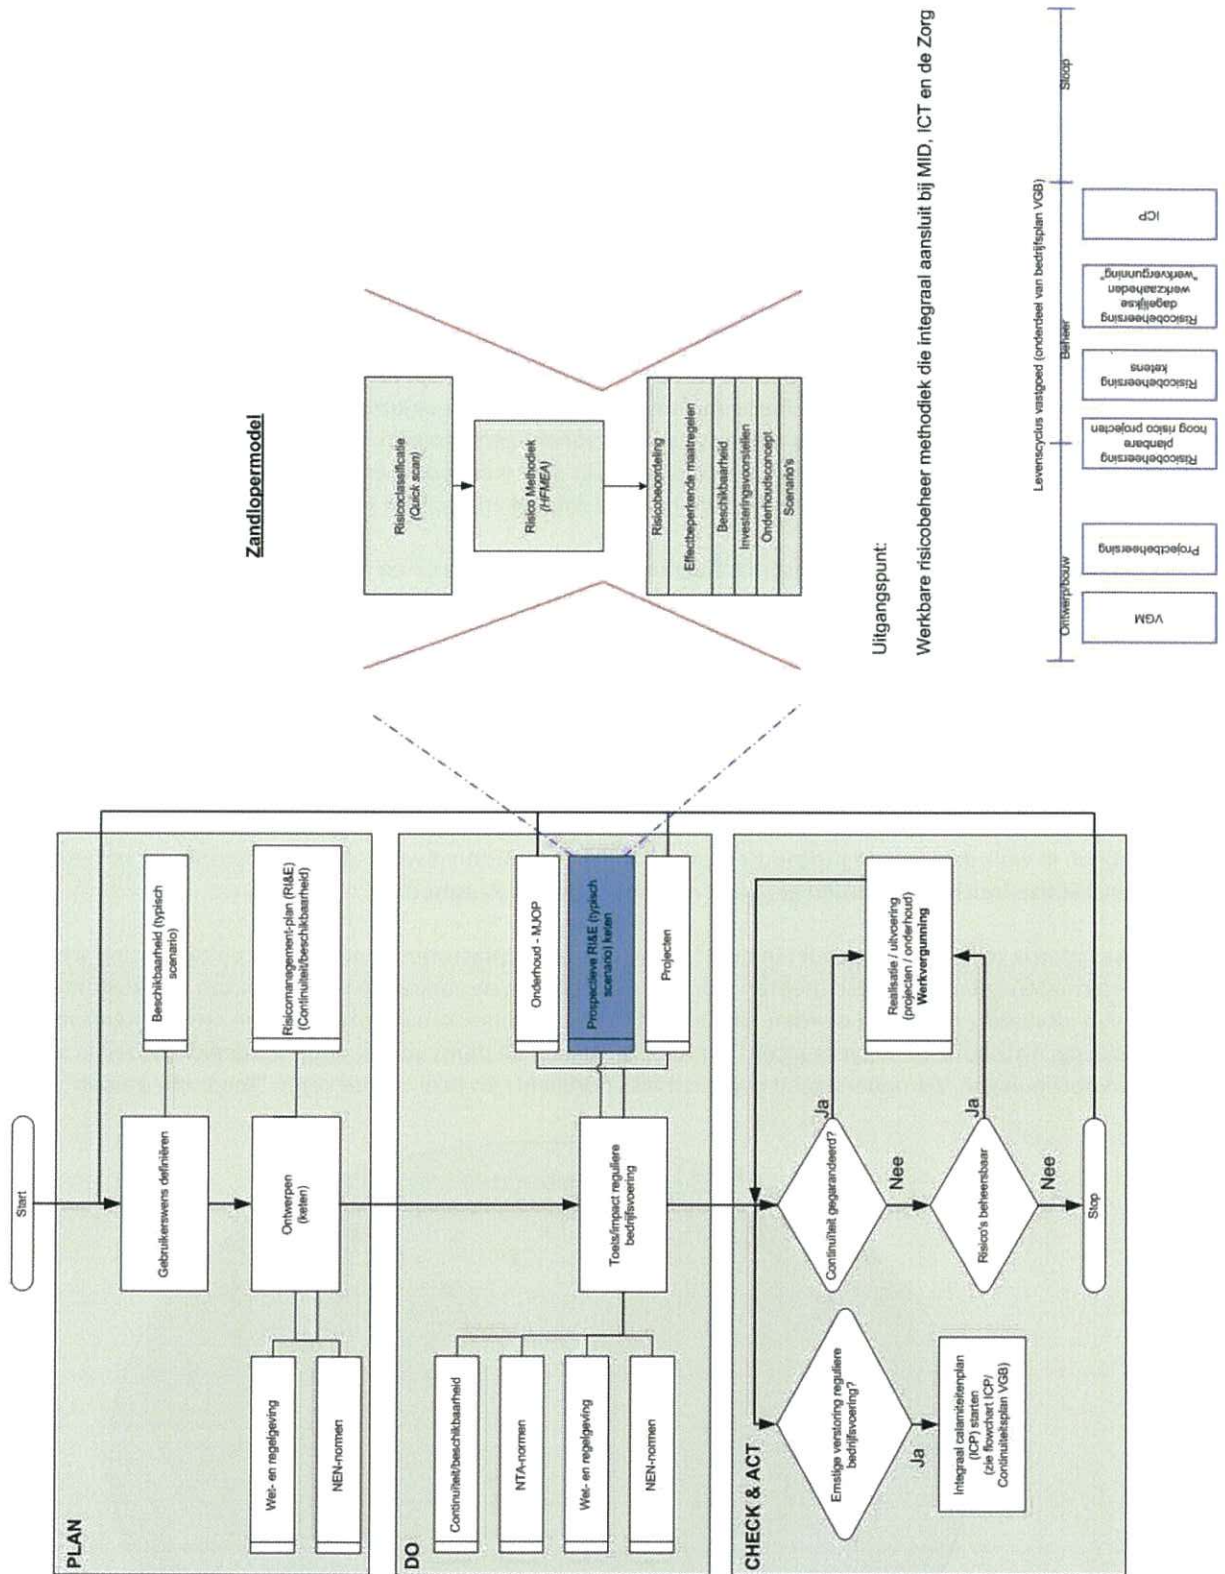 Start
PLAN
Gebruikerswens definiëren
Beschikbaarheid (typisch
scenario)
Ontwerpen
(keten)
Risicomanagement-plan (RI&E)
(Continuïteit/beschikbaarheid)
Wet- en regelgeving
NEN-normen
DO
Continuïteit/beschikbaarheid
NTA-normen
Wet- en regelgeving
NEN-normen
Toets/impact reguliere
bedrijfsvoering
Onderhoud - MJOP
Prospectieve RI&E (typisch
scenario) keten
Projecten
CHECK & ACT
Ernstige verstoring reguliere
bedrijfsvoering?
Ja
Integraal calamiteitenplan
(ICP) starten
(zie flowchart ICP/
Continuiteitsplan VGB)
Continuïteit gegarandeerd?
Ja
Nee
Risico's beheersbaar
Ja
Nee
Realisatie / uitvoering
(projecten / onderhoud)
Werkvergunning
Stop
Zandlopermodel
Risicoclassificatie
(Quick scan)
Risico Methodiek
(HFMEA)
Risicobeoordeling
Effectbeperkende maatregelen
Beschikbaarheid
Investeringsvoorstellen
Onderhoudsconcept
Scenario's
Uitgangspunt:
Werkbare risicobeheer methodiek die integraal aansluit bij MID, ICT en de Zorg
Levenscyclus vastgoed (onderdeel van bedrijfsplan VGB)
Ontwerp/bouw
Beheer
Sloop
VGM
Projectbeheersing
Risicobeheersing
planbare
hoog risico projecten
Risicobeheersing
ketens
Risicobeheersing
dagelijkse
werkzaaheden
"werkvergunning"
ICP